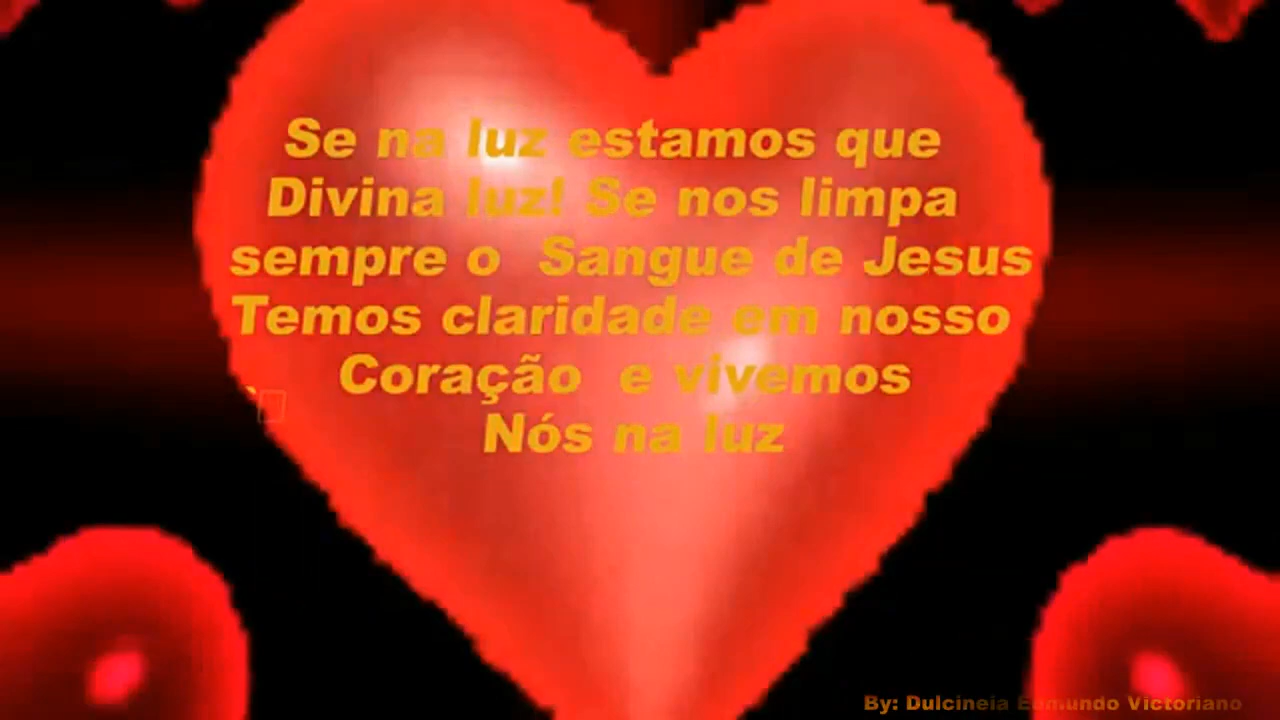 Se na luz estamos que
Divina luz! Se nos limpa
sempre o Sangue de Jesus
Temos claridade em nosso
Coração e vivemos
Nós na luz
By: Dulcineia Edmundo Victoriano